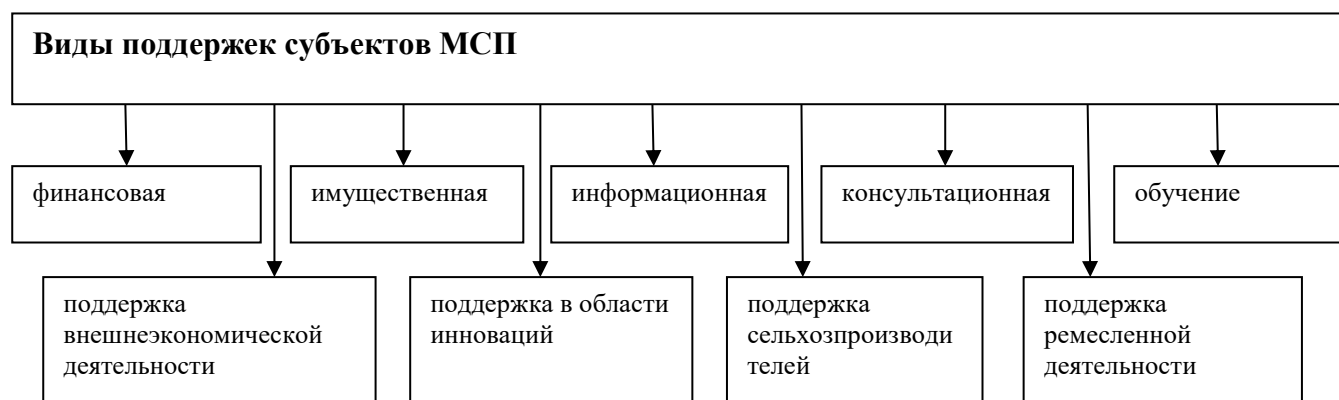 Виды поддержек субъектов МСП
финансовая
имущественная
информационная
консультационная
обучение
поддержка
внешнеэкономической
деятельности
поддержка в области
инноваций
поддержка
сельхозпроизводи
телей
поддержка
ремесленной
деятельности